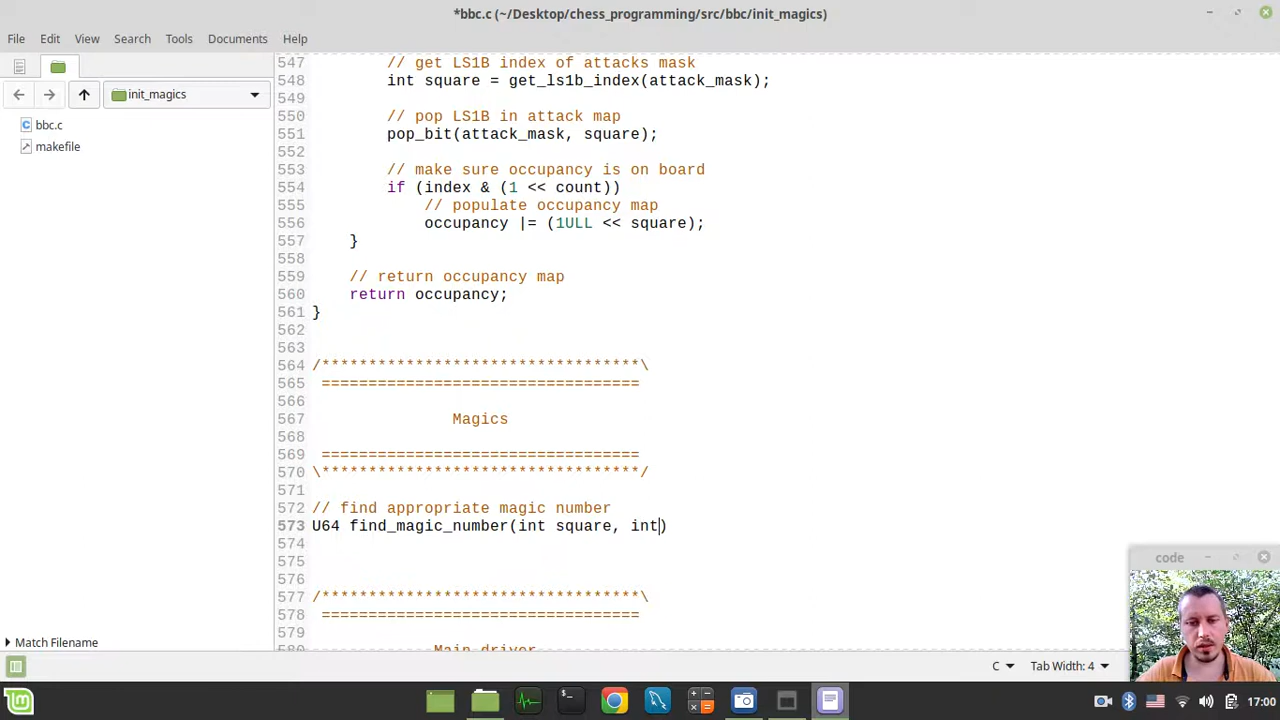 *bbc.c (~/Desktop/chess_programming/src/bbc/init_magics)
File Edit View Search Tools Documents Help
init_magics
bbc.c
makefile
547 // get LS1B index of attacks mask
548 int square = get_ls1b_index(attack_mask);
549
550 // pop LS1B in attack map
551 pop_bit(attack_mask, square);
552
553 // make sure occupancy is on board
554 if (index & (1 << count))
555 // populate occupancy map
556 occupancy |= (1ULL << square);
557 }
558
559 // return occupancy map
560 return occupancy;
561 }
562
563
564 /**********************************\
565 ==================================
566
567 Magics
568
569 ==================================
570 \**********************************/
571
572 // find appropriate magic number
573 U64 find_magic_number(int square, int)
574
575
576
577 /**********************************\
578 ==================================
579
580 Main driver
Match Filename
C Tab Width: 4
code
17:00